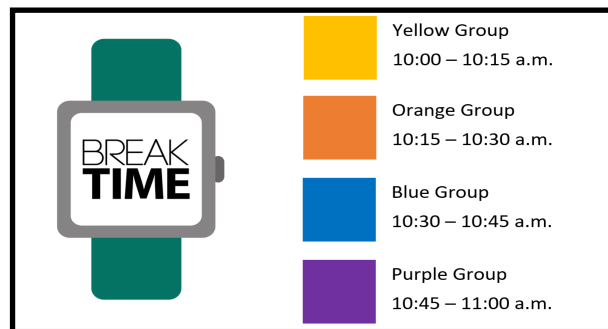 BREAK
TIME
Yellow Group
10:00 – 10:15 a.m.
Orange Group
10:15 – 10:30 a.m.
Blue Group
10:30 – 10:45 a.m.
Purple Group
10:45 – 11:00 a.m.